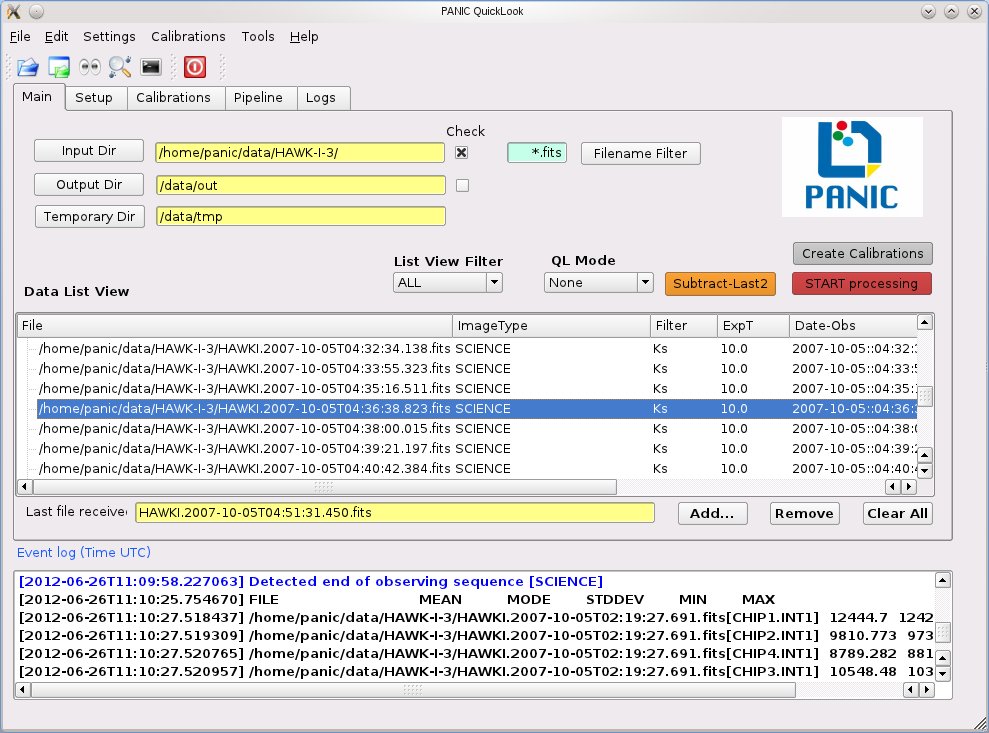 PANIC QuickLook
File Edit Settings Calibrations Tools Help
Main Setup Calibrations Pipeline Logs
Check
Input Dir /home/panic/data/HAWK-I-3/ *.fits Filename Filter
Output Dir /data/out
Temporary Dir /data/tmp
PANIC
Create Calibrations
List View Filter QL Mode
ALL None Subtract-Last2 START processing
Data List View
File ImageType Filter ExpT Date-Obs
/home/panic/data/HAWK-I-3/HAWKI.2007-10-05T04:32:34.138.fits SCIENCE Ks 10.0 2007-10-05::04:32:
/home/panic/data/HAWK-I-3/HAWKI.2007-10-05T04:33:55.323.fits SCIENCE Ks 10.0 2007-10-05::04:33:
/home/panic/data/HAWK-I-3/HAWKI.2007-10-05T04:35:16.511.fits SCIENCE Ks 10.0 2007-10-05::04:35:
/home/panic/data/HAWK-I-3/HAWKI.2007-10-05T04:36:38.823.fits SCIENCE Ks 10.0 2007-10-05::04:36:
/home/panic/data/HAWK-I-3/HAWKI.2007-10-05T04:38:00.015.fits SCIENCE Ks 10.0 2007-10-05::04:38:
/home/panic/data/HAWK-I-3/HAWKI.2007-10-05T04:39:21.197.fits SCIENCE Ks 10.0 2007-10-05::04:39:
/home/panic/data/HAWK-I-3/HAWKI.2007-10-05T04:40:42.384.fits SCIENCE Ks 10.0 2007-10-05::04:40:
Last file receive HAWKI.2007-10-05T04:51:31.450.fits Add... Remove Clear All
Event log (Time UTC)
[2012-06-26T11:09:58.227063] Detected end of observing sequence [SCIENCE]
[2012-06-26T11:10:25.754670] FILE MEAN MODE STDDEV MIN MAX
[2012-06-26T11:10:27.518437] /home/panic/data/HAWK-I-3/HAWKI.2007-10-05T02:19:27.691.fits[CHIP1.INT1] 12444.7 1242
[2012-06-26T11:10:27.519309] /home/panic/data/HAWK-I-3/HAWKI.2007-10-05T02:19:27.691.fits[CHIP2.INT1] 9810.773 973
[2012-06-26T11:10:27.520765] /home/panic/data/HAWK-I-3/HAWKI.2007-10-05T02:19:27.691.fits[CHIP4.INT1] 8789.282 881
[2012-06-26T11:10:27.520957] /home/panic/data/HAWK-I-3/HAWKI.2007-10-05T02:19:27.691.fits[CHIP3.INT1] 10548.48 103